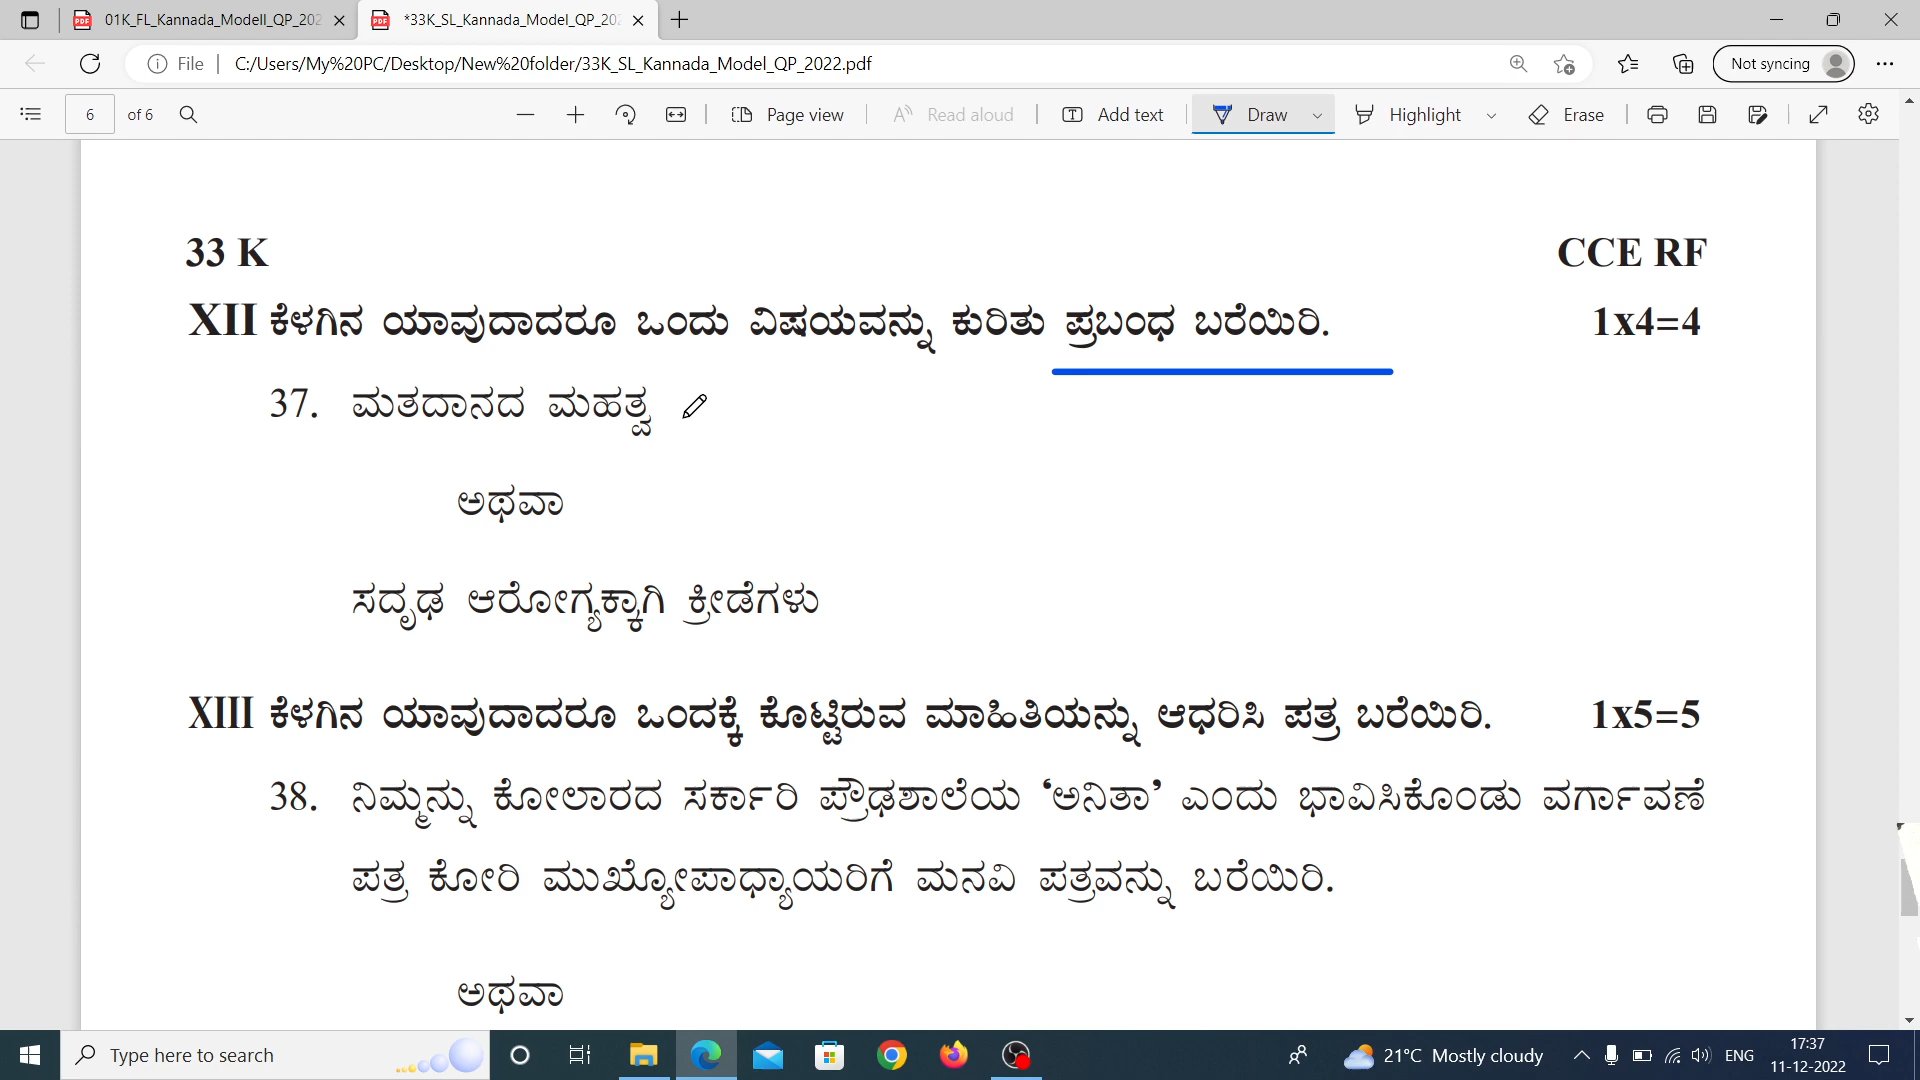 01K_FL_Kannada_Modell_QP_202
*33K_SL_Kannada_Model_QP_202
File
C:/Users/My%20PC/Desktop/New%20folder/33K_SL_Kannada_Model_QP_2022.pdf
Not syncing
6 of 6
Page view
Read aloud
Add text
Draw
Highlight
Erase
33 K
CCE RF
XII ಕೆಳಗಿನ ಯಾವುದಾದರೂ ಒಂದು ವಿಷಯವನ್ನು ಕುರಿತು ಪ್ರಬಂಧ ಬರೆಯಿರಿ. 1x4=4
37. ಮತದಾನದ ಮಹತ್ವ
ಅಥವಾ
ಸದೃಢ ಆರೋಗ್ಯಕ್ಕಾಗಿ ಕ್ರೀಡೆಗಳು
XIII ಕೆಳಗಿನ ಯಾವುದಾದರೂ ಒಂದಕ್ಕೆ ಕೊಟ್ಟಿರುವ ಮಾಹಿತಿಯನ್ನು ಆಧರಿಸಿ ಪತ್ರ ಬರೆಯಿರಿ. 1x5=5
38. ನಿಮ್ಮನ್ನು ಕೋಲಾರದ ಸರ್ಕಾರಿ ಪ್ರೌಢಶಾಲೆಯ ‘ಅನಿತಾ’ ಎಂದು ಭಾವಿಸಿಕೊಂಡು ವರ್ಗಾವಣೆ
ಪತ್ರ ಕೋರಿ ಮುಖ್ಯೋಪಾಧ್ಯಾಯರಿಗೆ ಮನವಿ ಪತ್ರವನ್ನು ಬರೆಯಿರಿ.
ಅಥವಾ
Type here to search
21°C Mostly cloudy
ENG
17:37
11-12-2022